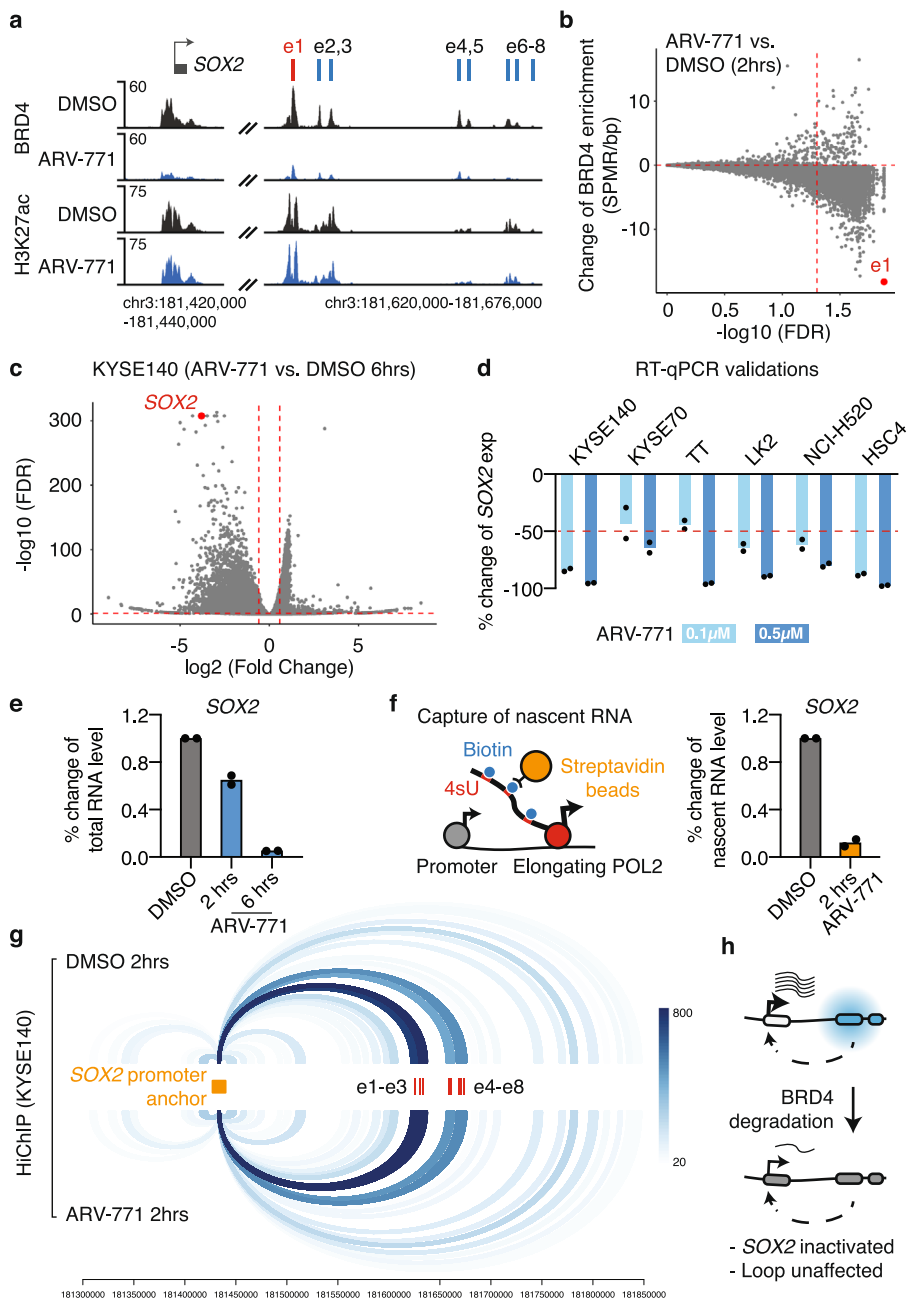 a
e1
e2,3
e4,5
e6-8
SOX2
BRD4
DMSO
60
ARV-771
60
H3K27ac
DMSO
75
ARV-771
75
chr3:181,420,000
-181,440,000
chr3:181,620,000-181,676,000
b
ARV-771 vs.
DMSO (2hrs)
Change of BRD4 enrichment
(SPMR/bp)
10
0
-10
e1
0
0.5
1.0
1.5
-log10 (FDR)
c
KYSE140 (ARV-771 vs. DMSO 6hrs)
SOX2
-log10 (FDR)
300
200
100
0
-5
0
5
log2 (Fold Change)
d
RT-qPCR validations
KYSE140
KYSE70
TT
LK2
NCI-H520
HSC4
% change of SOX2 exp
0
-50
-100
ARV-771
0.1µM
0.5µM
e
SOX2
% change of
total RNA level
1.2
0.8
0.4
0.0
DMSO
2 hrs
6 hrs
ARV-771
f
Capture of nascent RNA
Biotin
4sU
Streptavidin
beads
Promoter
Elongating POL2
SOX2
% change of
nascent RNA level
1.2
0.8
0.4
0.0
DMSO
2 hrs
ARV-771
g
HiChIP (KYSE140)
DMSO 2hrs
SOX2 promoter
anchor
e1-e3
e4-e8
800
20
ARV-771 2hrs
181300000
181350000
181400000
181450000
181500000
181550000
181600000
181650000
181700000
181750000
181800000
181850000
h
BRD4
degradation
- SOX2 inactivated
- Loop unaffected